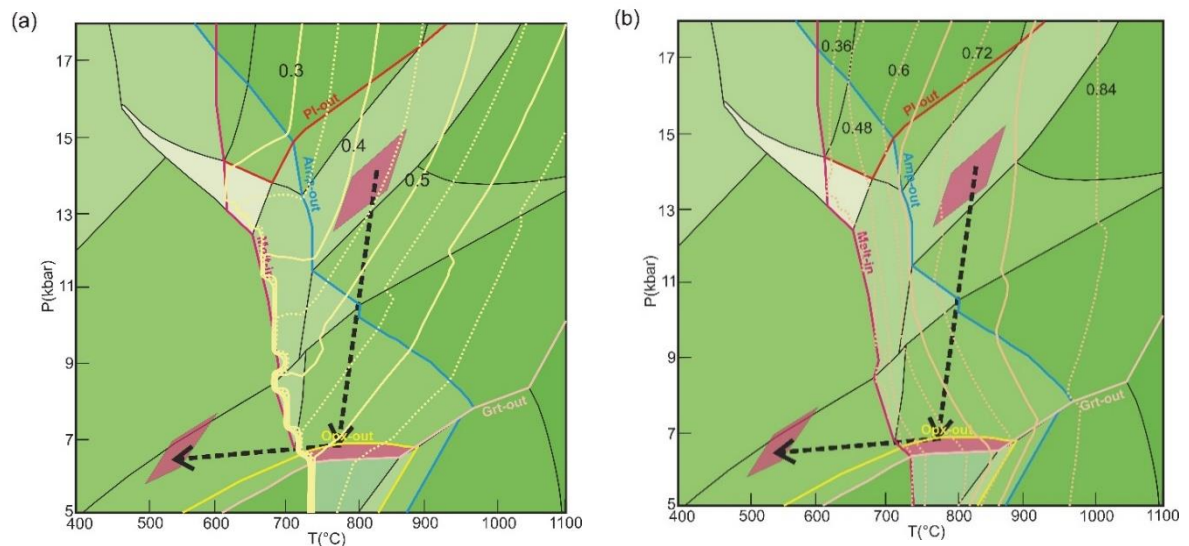 (a)
17
15
13
11
9
7
5
P(kbar)
400
500
600
700
800
900
1000
1100
T(°C)
0.3
0.4
0.5
Pl-out
Amp-out
Melt-in
Opx-out
Grt-out
(b)
17
15
13
11
9
7
5
P(kbar)
400
500
600
700
800
900
1000
1100
T(°C)
0.36
0.48
0.6
0.72
0.84
Pl-out
Amp-out
Melt-in
Opx-out
Grt-out